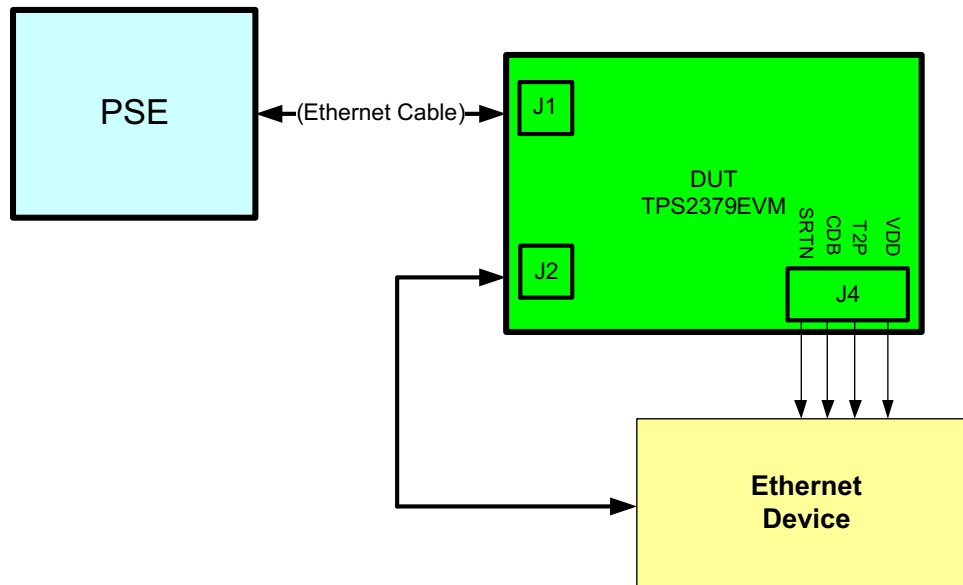 PSE
(Ethernet Cable)
J1
DUT
TPS2379EVM
SRTN
CDB
T2P
VDD
J2
J4
Ethernet
Device